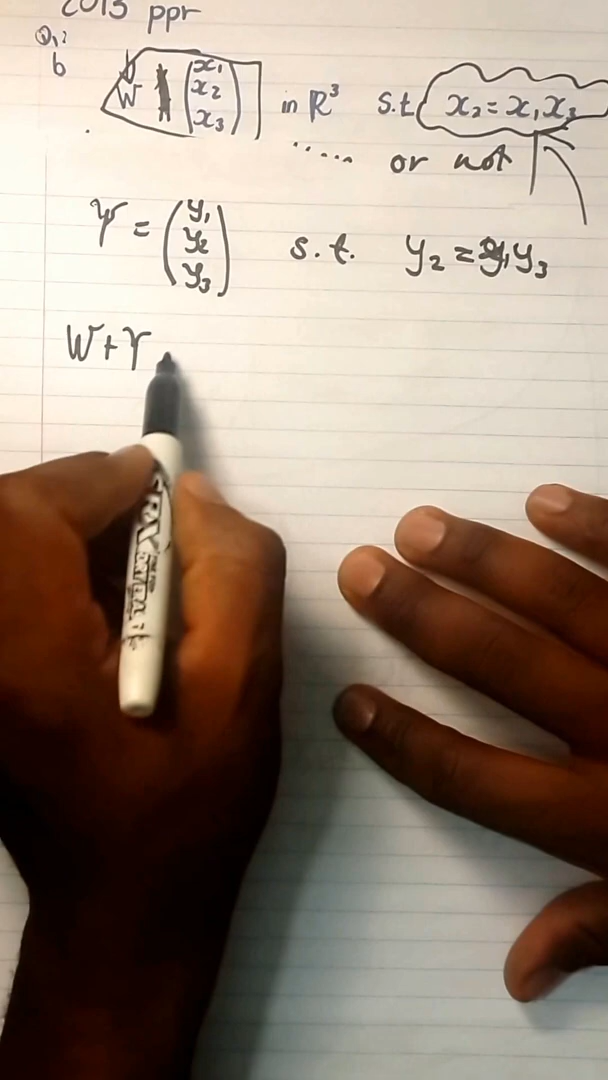 2013 ppr
Q2
b W (x₁ x₂ x₃) in ℝ³ s.t. x₂ = x₁x₃
..... or not
Y = (y₁ y₂ y₃) s.t. y₂ = y₁y₃
W + Y